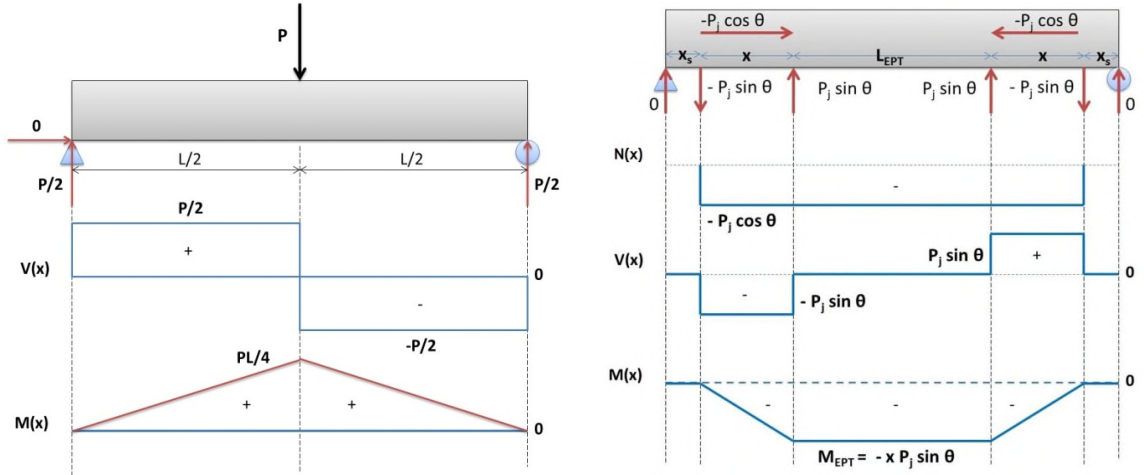 P
0
L/2 L/2
P/2 P/2
P/2
+
V(x) 0
-
-P/2
PL/4
+ +
M(x) 0
-Pj cos θ -Pj cos θ
xs x LEPT x xs
0 - Pj sin θ Pj sin θ Pj sin θ - Pj sin θ 0
N(x)
-
- Pj cos θ
Pj sin θ +
V(x) 0
- - Pj sin θ
M(x) 0
- - -
MEPT = - x Pj sin θ